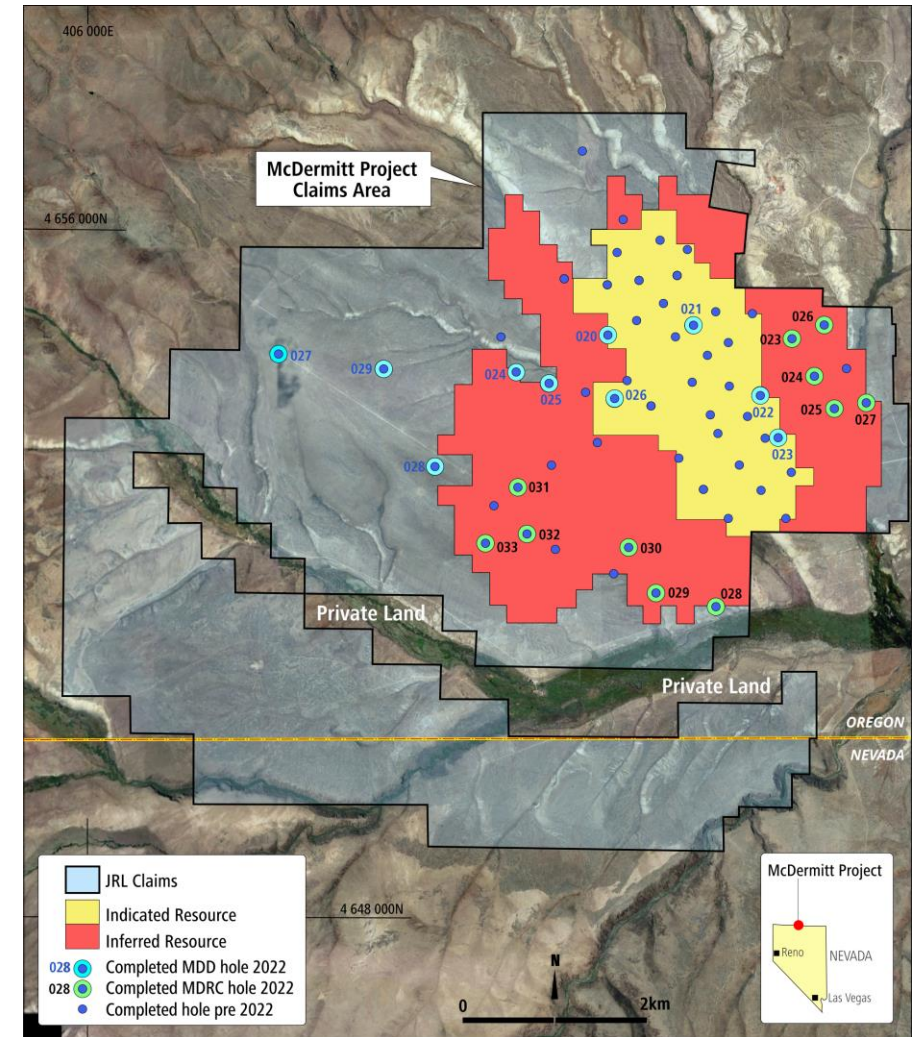 406 000E
McDermitt Project
Claims Area
4 656 000N
021
026
020
023
027
029
024
024
025
026
022
025
027
023
028
031
032
033
030
029
028
Private Land
Private Land
OREGON
NEVADA
JRL Claims
Indicated Resource
Inferred Resource
028 Completed MDD hole 2022
028 Completed MDRC hole 2022
Completed hole pre 2022
4 648 000N
N
0 2km
McDermitt Project
Reno
NEVADA
Las Vegas